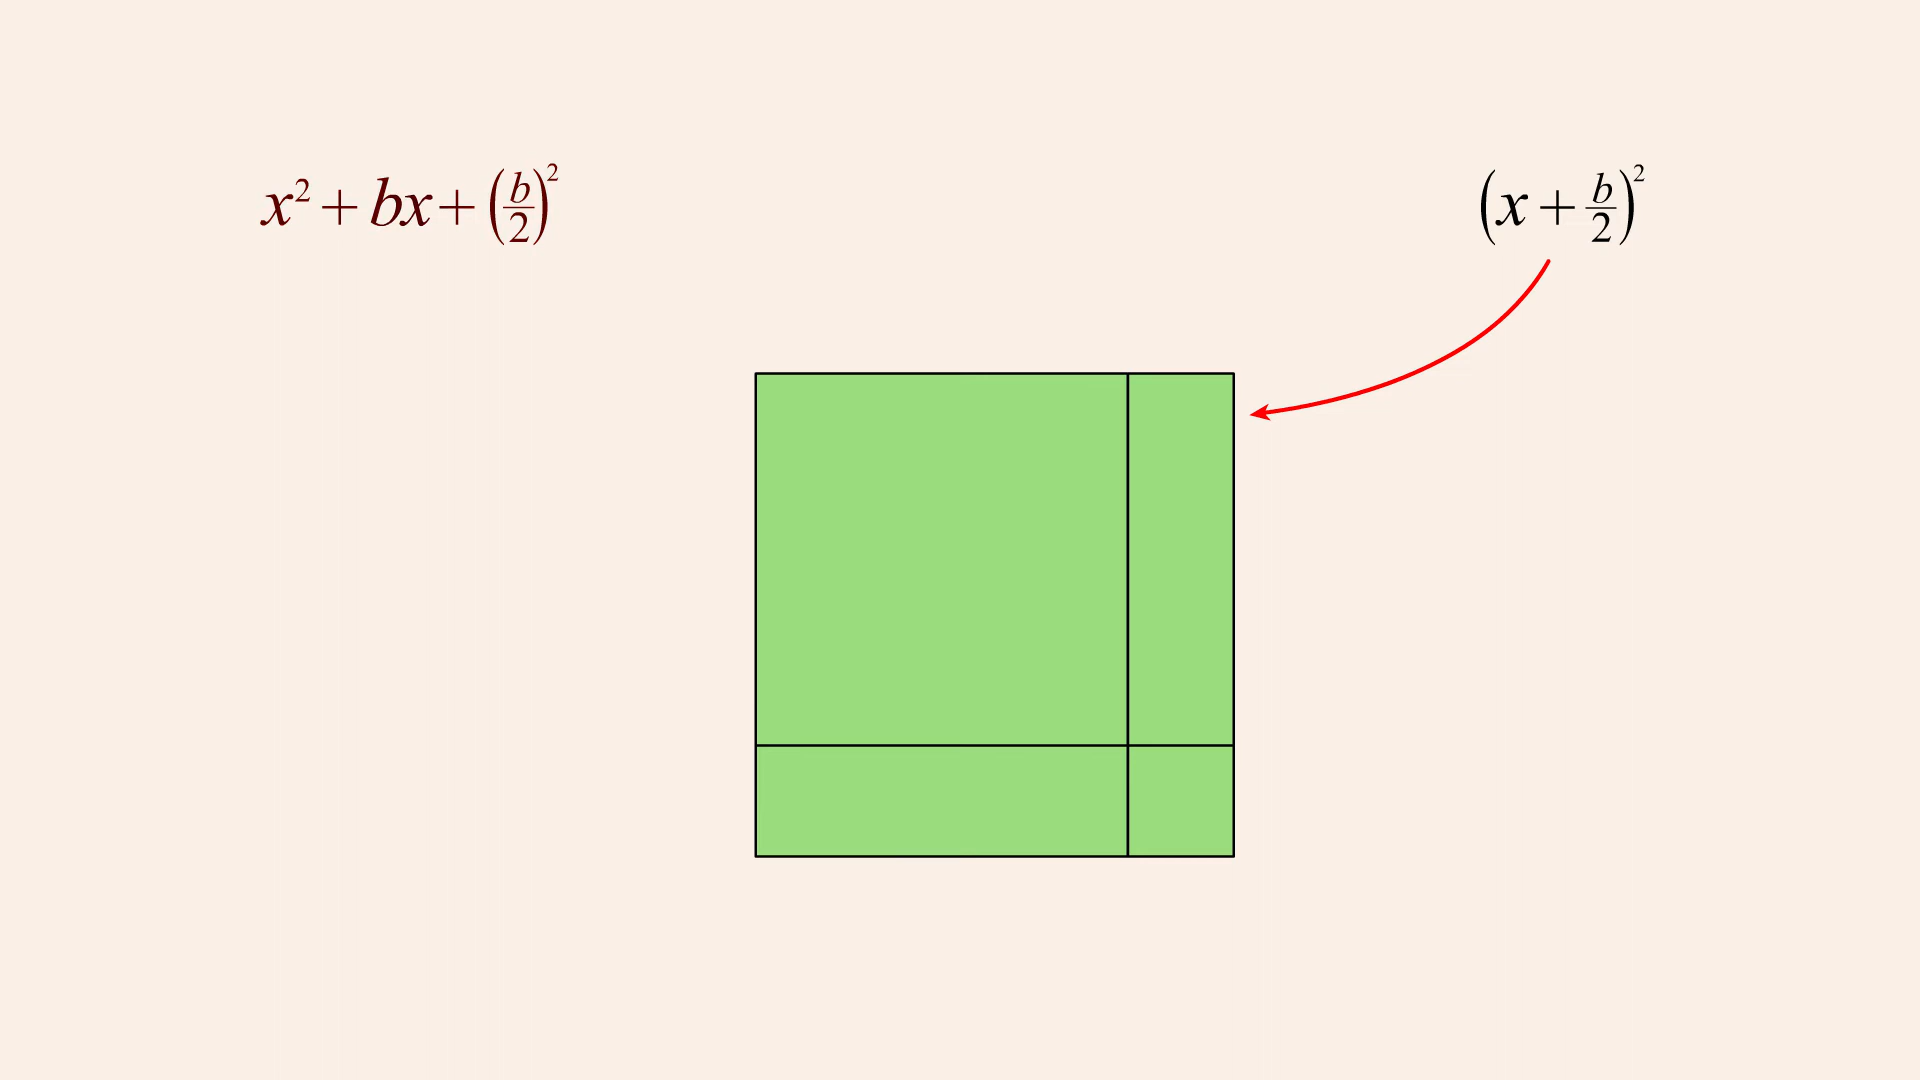 x² + bx + (b/2)²
(x + b/2)²